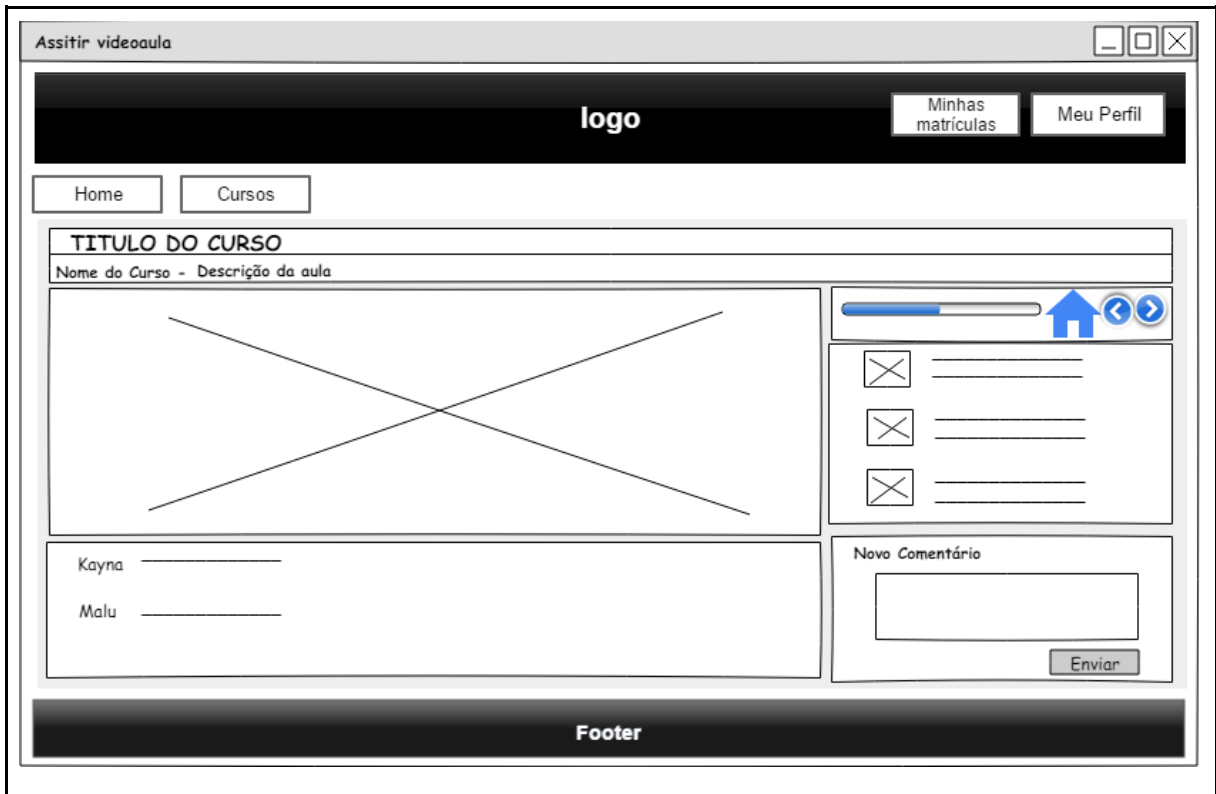 Assitir videoaula
logo
Minhas
matrículas
Meu Perfil
Home
Cursos
TITULO DO CURSO
Nome do Curso - Descrição da aula
Kayna
Malu
Novo Comentário
Enviar
Footer